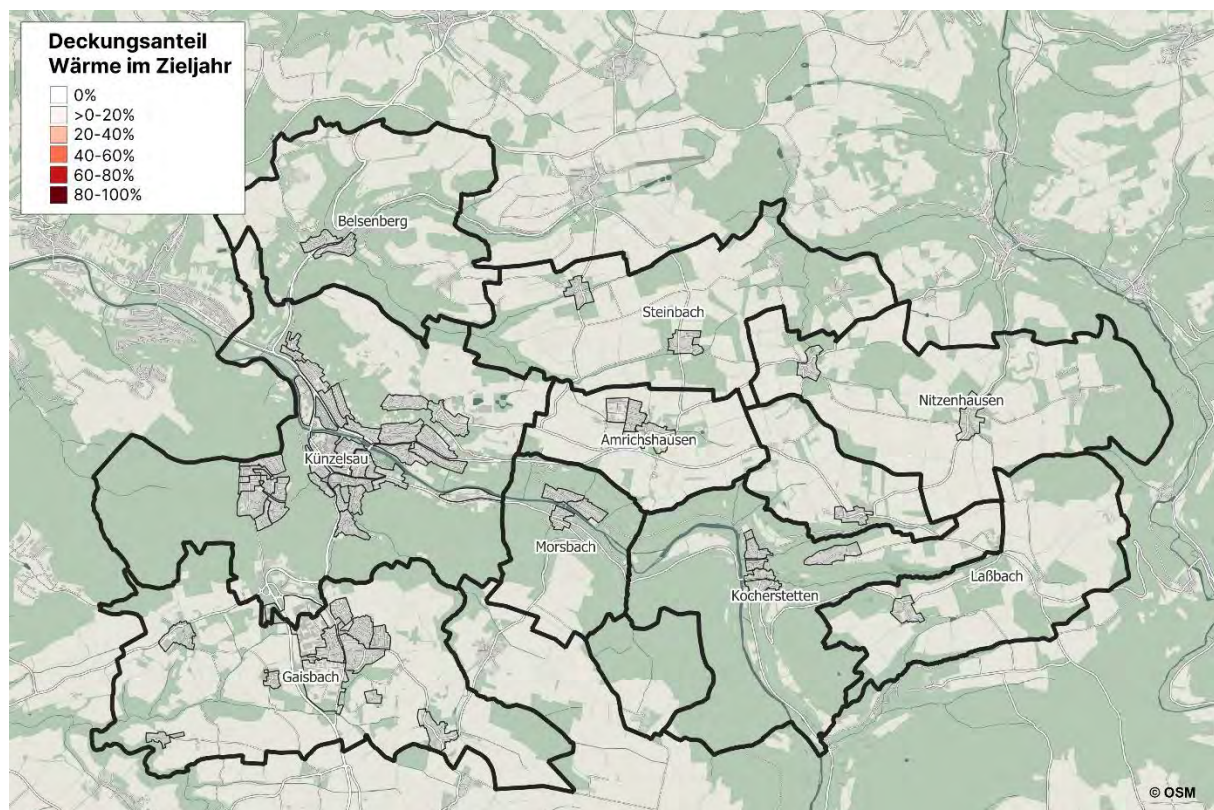 Deckungsanteil
Wärme im Zieljahr
0%
>0-20%
20-40%
40-60%
60-80%
80-100%
Belsenberg
Steinbach
Nitzenhausen
Amrichshausen
Künzelsau
Morsbach
Kocherstetten
Laßbach
Gaisbach
© OSM